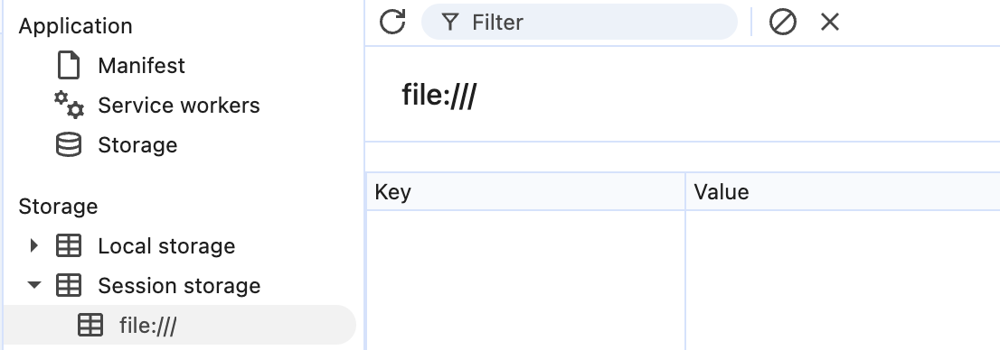 Application
Manifest
Service workers
Storage
Storage
Local storage
Session storage
file:///
Filter
file:///
Key Value